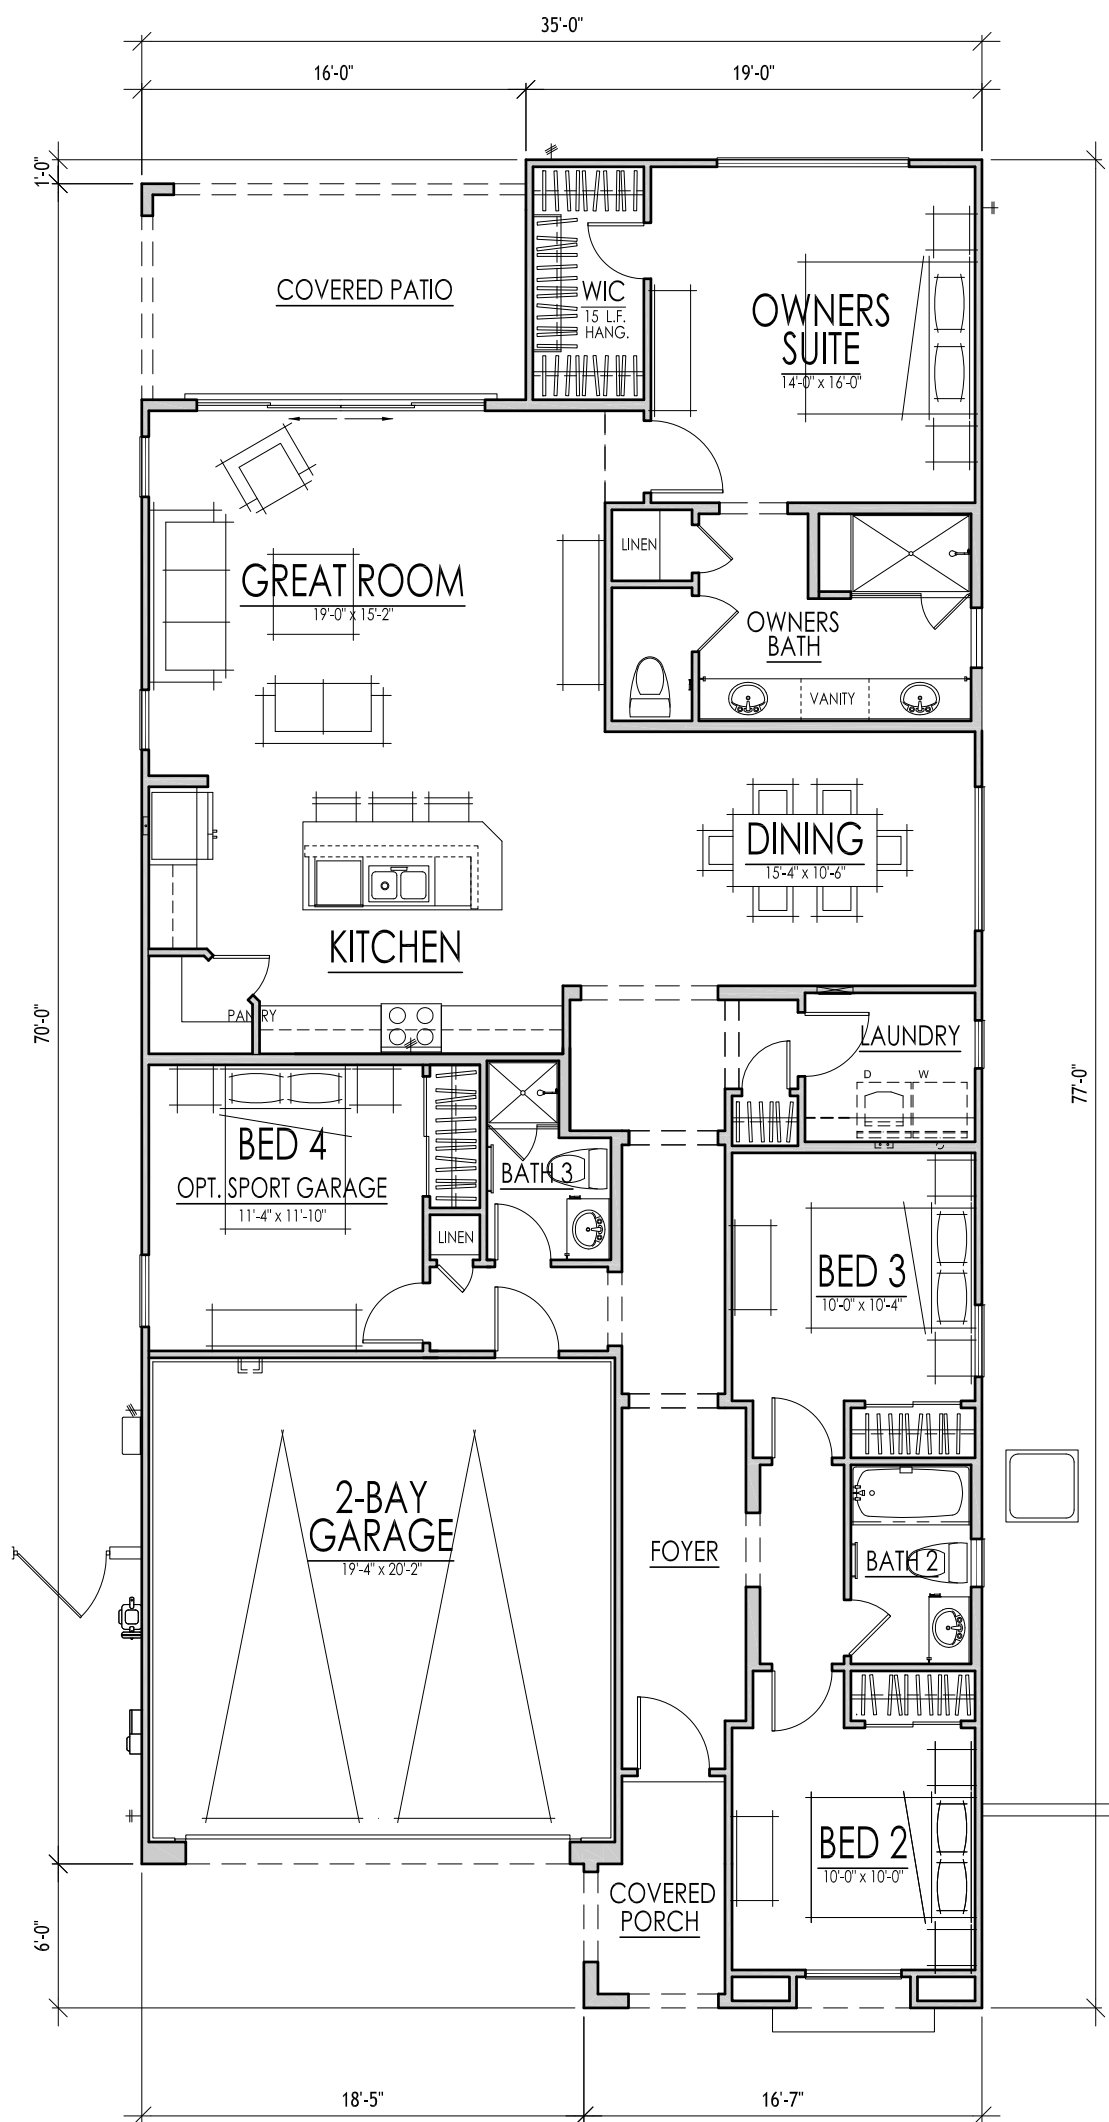 35'-0"
16'-0"
19'-0"
1'-0"
COVERED PATIO
WIC
15 L.F.
HANG.
OWNERS
SUITE
14'-0" x 16'-0"
LINEN
GREAT ROOM
19'-0" x 15'-2"
OWNERS
BATH
VANITY
DINING
15'-4" x 10'-6"
KITCHEN
PANTRY
LAUNDRY
D
W
70'-0"
77'-0"
BED 4
OPT. SPORT GARAGE
11'-4" x 11'-10"
BATH 3
LINEN
BED 3
10'-0" x 10'-4"
2-BAY
GARAGE
19'-4" x 20'-2"
FOYER
BATH 2
BED 2
10'-0" x 10'-0"
COVERED
PORCH
6'-0"
18'-5"
16'-7"